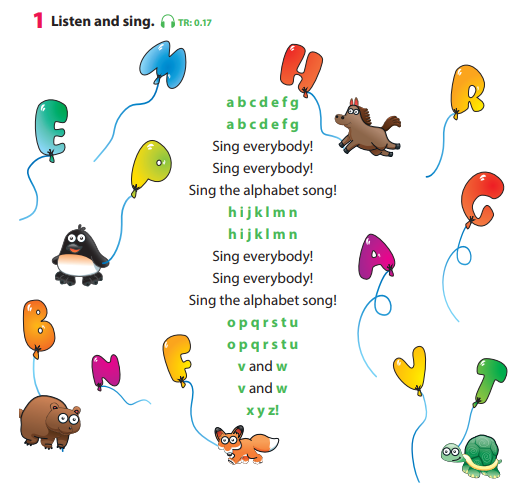 1 Listen and sing. TR: 0.17
H
R
E
P
a b c d e f g
a b c d e f g
Sing everybody!
Sing everybody!
Sing the alphabet song!
h i j k l m n
h i j k l m n
Sing everybody!
Sing everybody!
Sing the alphabet song!
o p q r s t u
o p q r s t u
v and w
v and w
x y z!
C
A
B
N
F
T